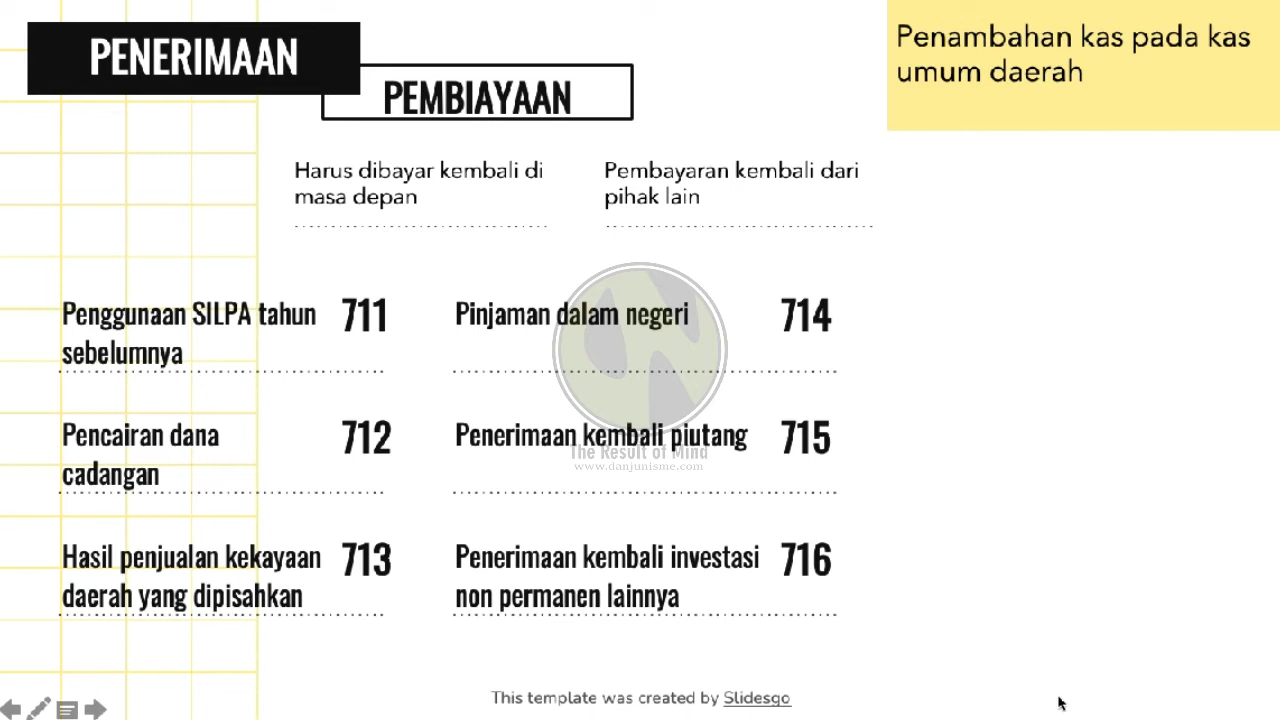 PENERIMAAN
PEMBIAYAAN
Penambahan kas pada kas
umum daerah
Harus dibayar kembali di
masa depan
Pembayaran kembali dari
pihak lain
Penggunaan SILPA tahun
sebelumnya
711
Pinjaman dalam negeri
714
Pencairan dana
cadangan
712
Penerimaan kembali piutang
715
The Result of Mind
www.danjunisme.com
Hasil penjualan kekayaan
daerah yang dipisahkan
713
Penerimaan kembali investasi
non permanen lainnya
716
This template was created by Slidesgo